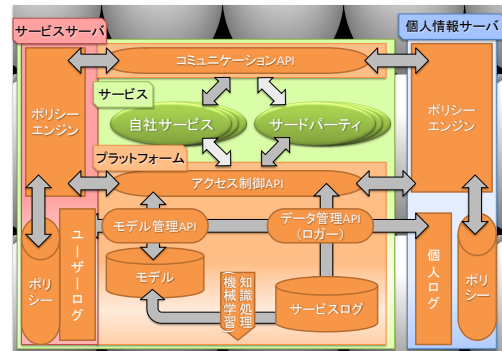 サービスサーバ
個人情報サーバ
コミュニケーションAPI
ポリシー
エンジン
ポリシー
エンジン
サービス
自社サービス
サードパーティ
プラットフォーム
アクセス制御API
モデル管理API
データ管理API
(ロガー)
ポリ
シー
ユーザーログ
モデル
知識処理
(機械学習)
サービスログ
個人ログ
ポリ
シー